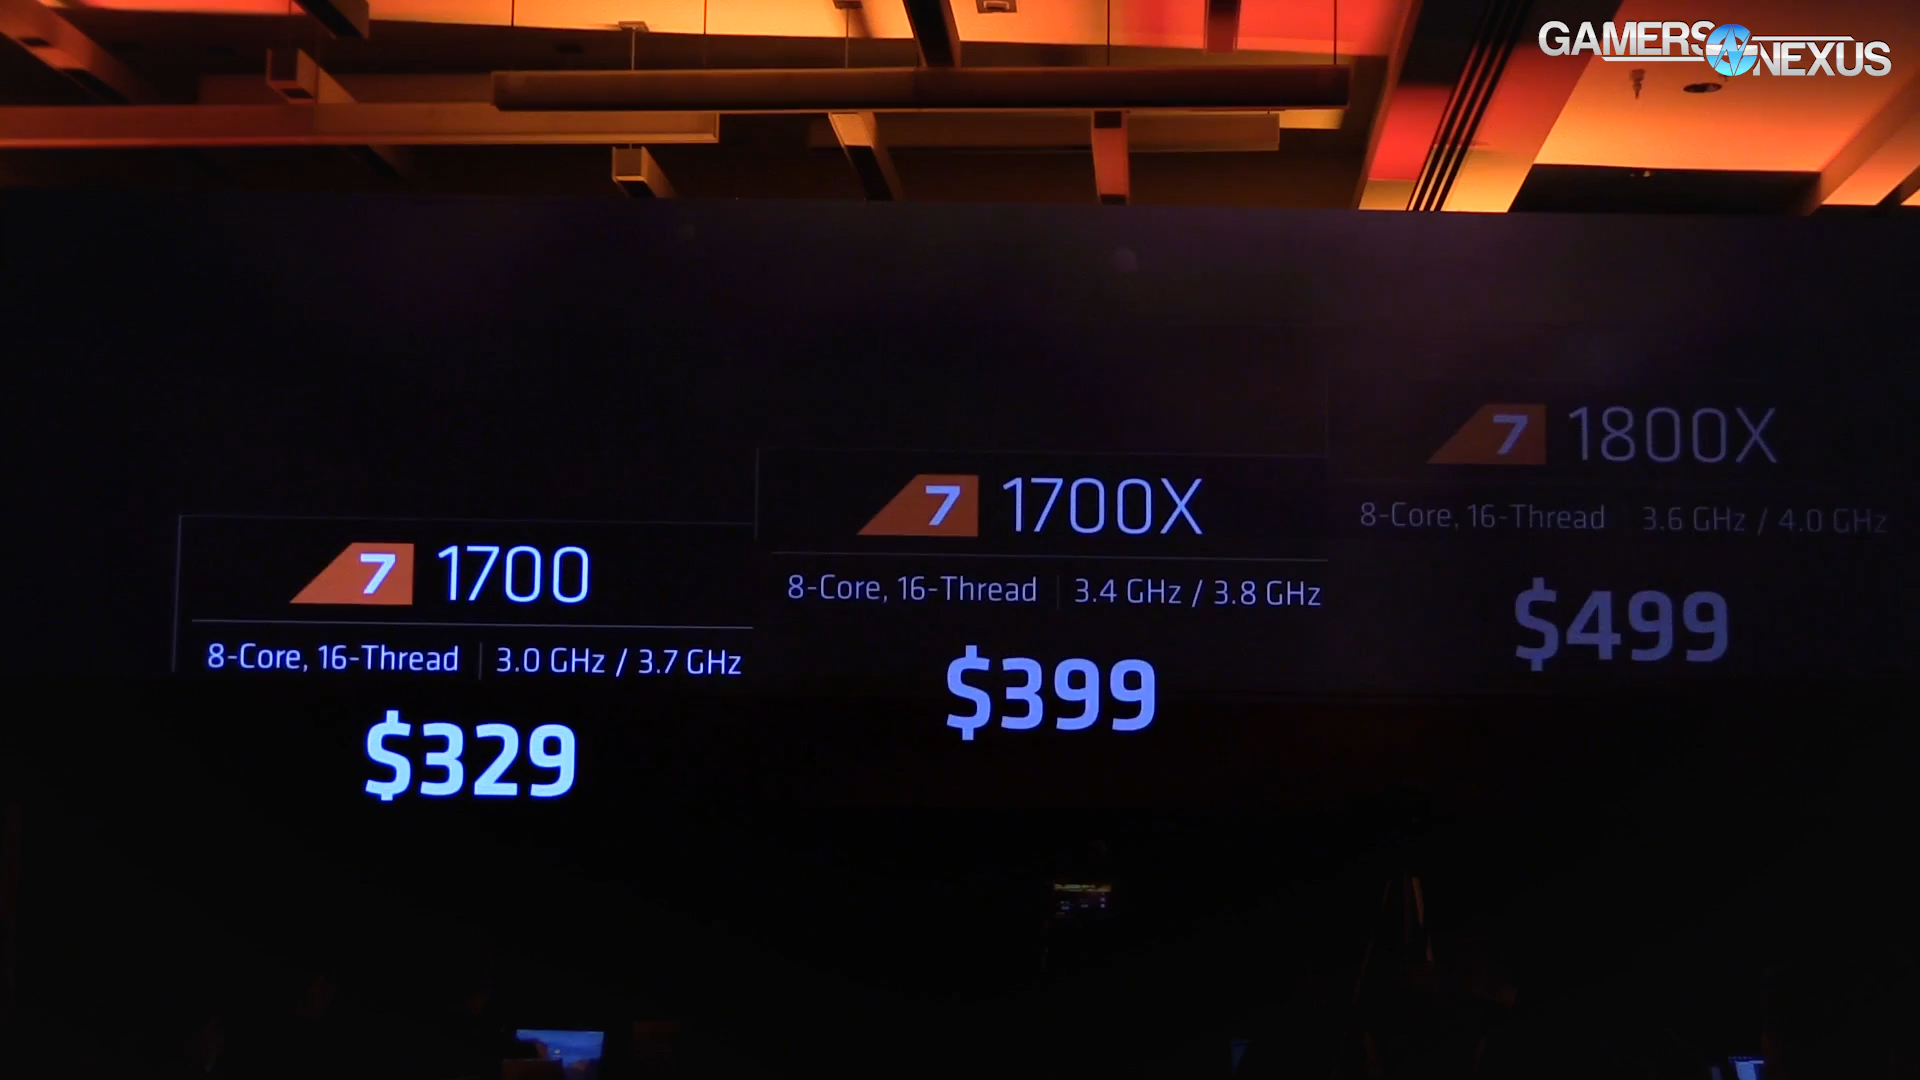 GAMERS NEXUS
7 1700
8-Core, 16-Thread | 3.0 GHz / 3.7 GHz
$329
7 1700X
8-Core, 16-Thread | 3.4 GHz / 3.8 GHz
$399
7 1800X
8-Core, 16-Thread 3.6 GHz / 4.0 GHz
$499